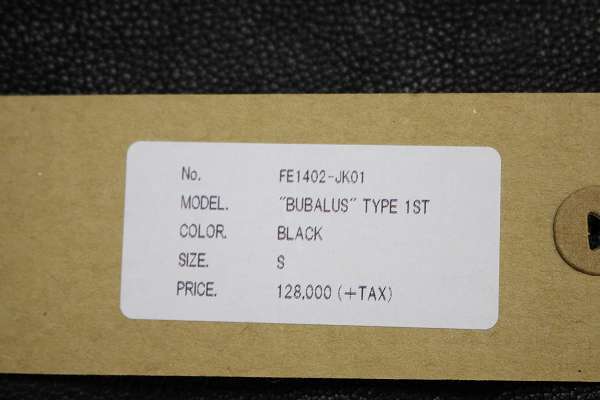 No. FE1402-JK01
MODEL. "BUBALUS" TYPE 1ST
COLOR. BLACK
SIZE. S
PRICE. 128,000 (+TAX)